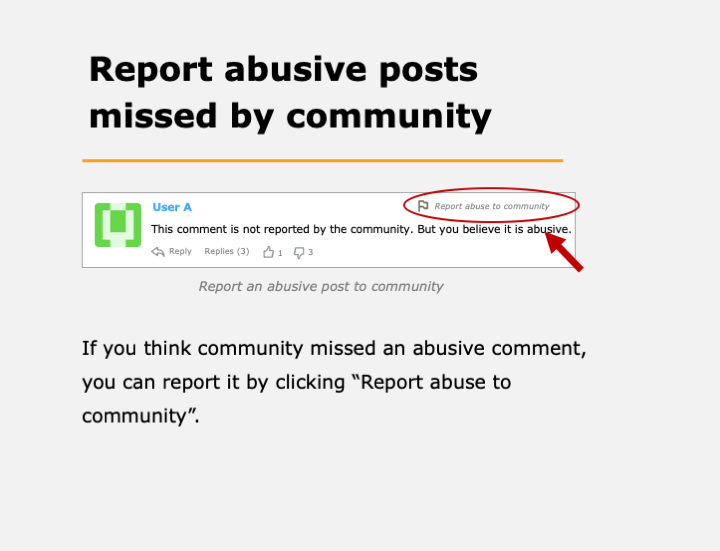 Report abusive posts
missed by community
User A
Report abuse to community
This comment is not reported by the community. But you believe it is abusive.
Reply Replies (3) 1 3
Report an abusive post to community
If you think community missed an abusive comment,
you can report it by clicking “Report abuse to
community”.